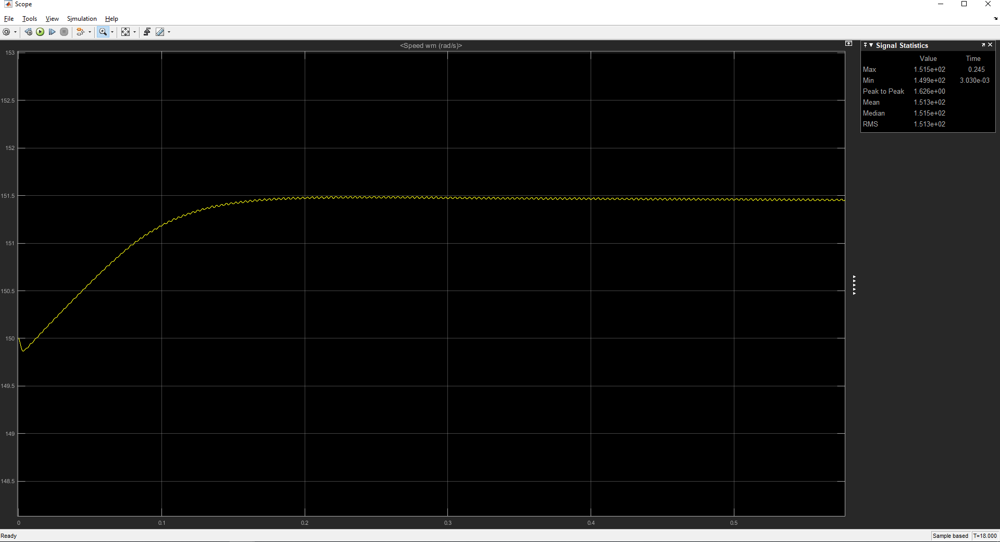 Scope
File Tools View Simulation Help
<Speed wm (rad/s)>
153
152.5
152
151.5
151
150.5
150
149.5
149
148.5
0 0.1 0.2 0.3 0.4 0.5
Signal Statistics
Value Time
Max 1.515e+02 0.245
Min 1.499e+02 3.030e-03
Peak to Peak 1.626e+00
Mean 1.513e+02
Median 1.515e+02
RMS 1.513e+02
Ready Sample based T=18.000